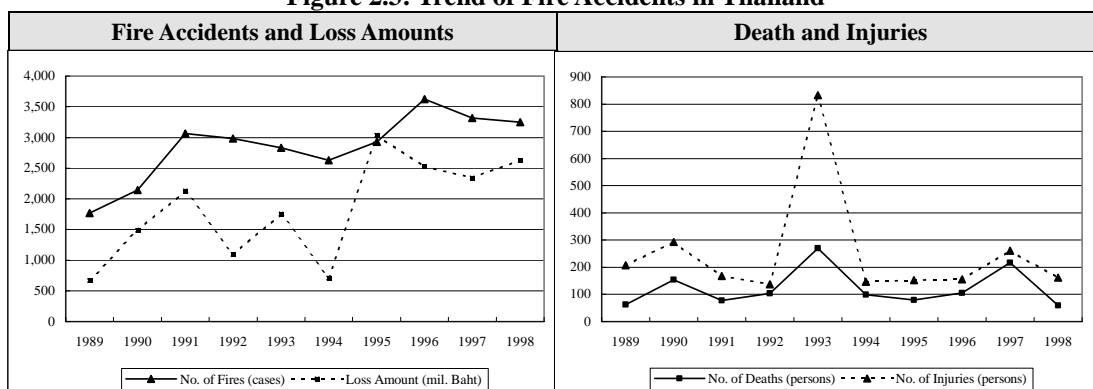 Figure 2.5: Trend of Fire Accidents in Thailand
Fire Accidents and Loss Amounts
4,000
3,500
3,000
2,500
2,000
1,500
1,000
500
0
1989 1990 1991 1992 1993 1994 1995 1996 1997 1998
No. of Fires (cases) Loss Amount (mil. Baht)
Death and Injuries
900
800
700
600
500
400
300
200
100
0
1989 1990 1991 1992 1993 1994 1995 1996 1997 1998
No. of Deaths (persons) No. of Injuries (persons)